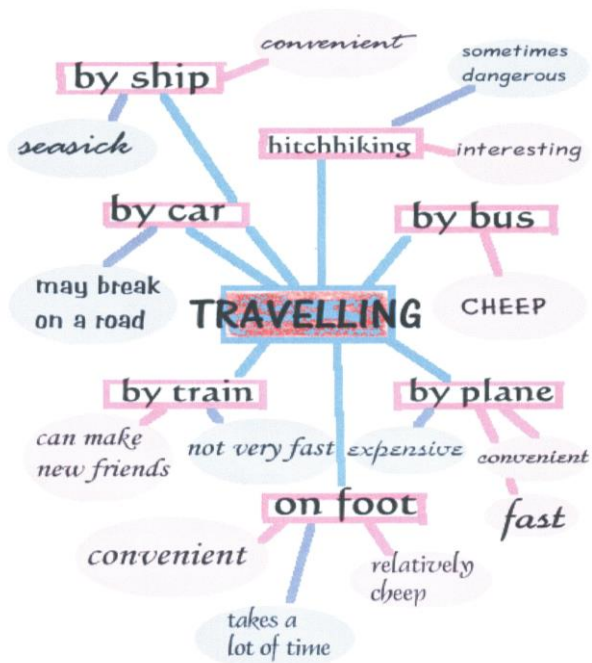 convenient
by ship
sometimes
dangerous
seasick
hitchhiking
interesting
by car
by bus
may break
on a road
TRAVELLING
CHEEP
by train
by plane
can make
new friends
not very fast
expensive
convenient
on foot
fast
convenient
relatively
cheep
takes a
lot of time